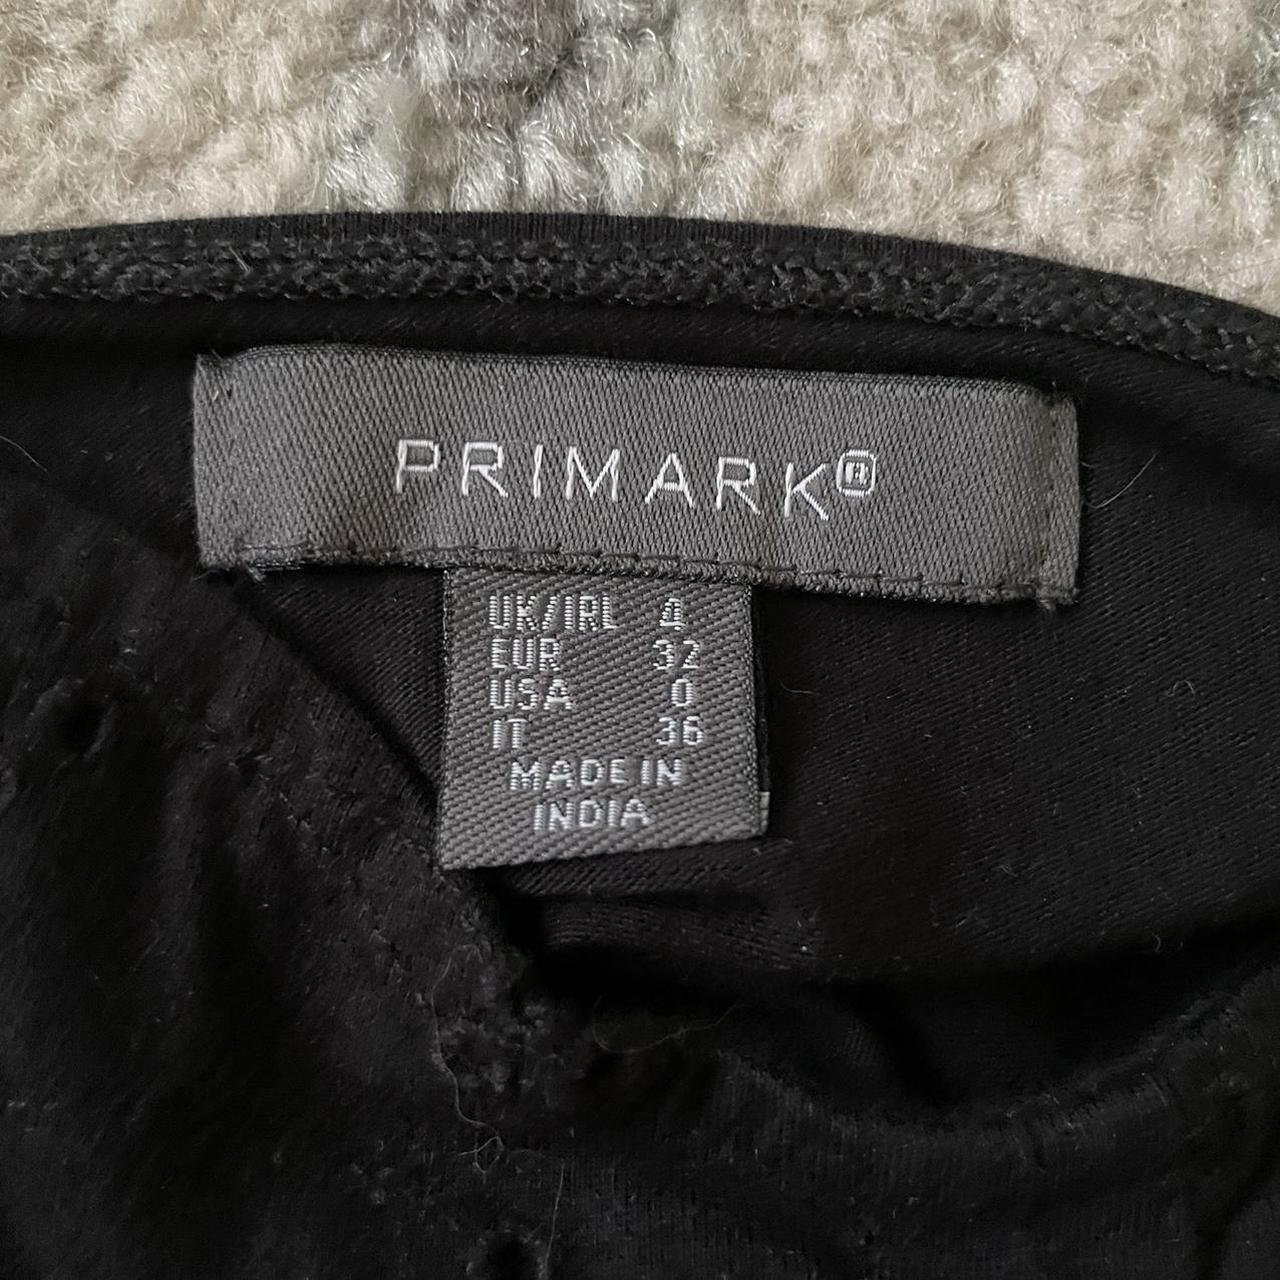 PRIMARK®
UK/IRL 4
EUR 32
USA 0
IT 36
MADE IN
INDIA